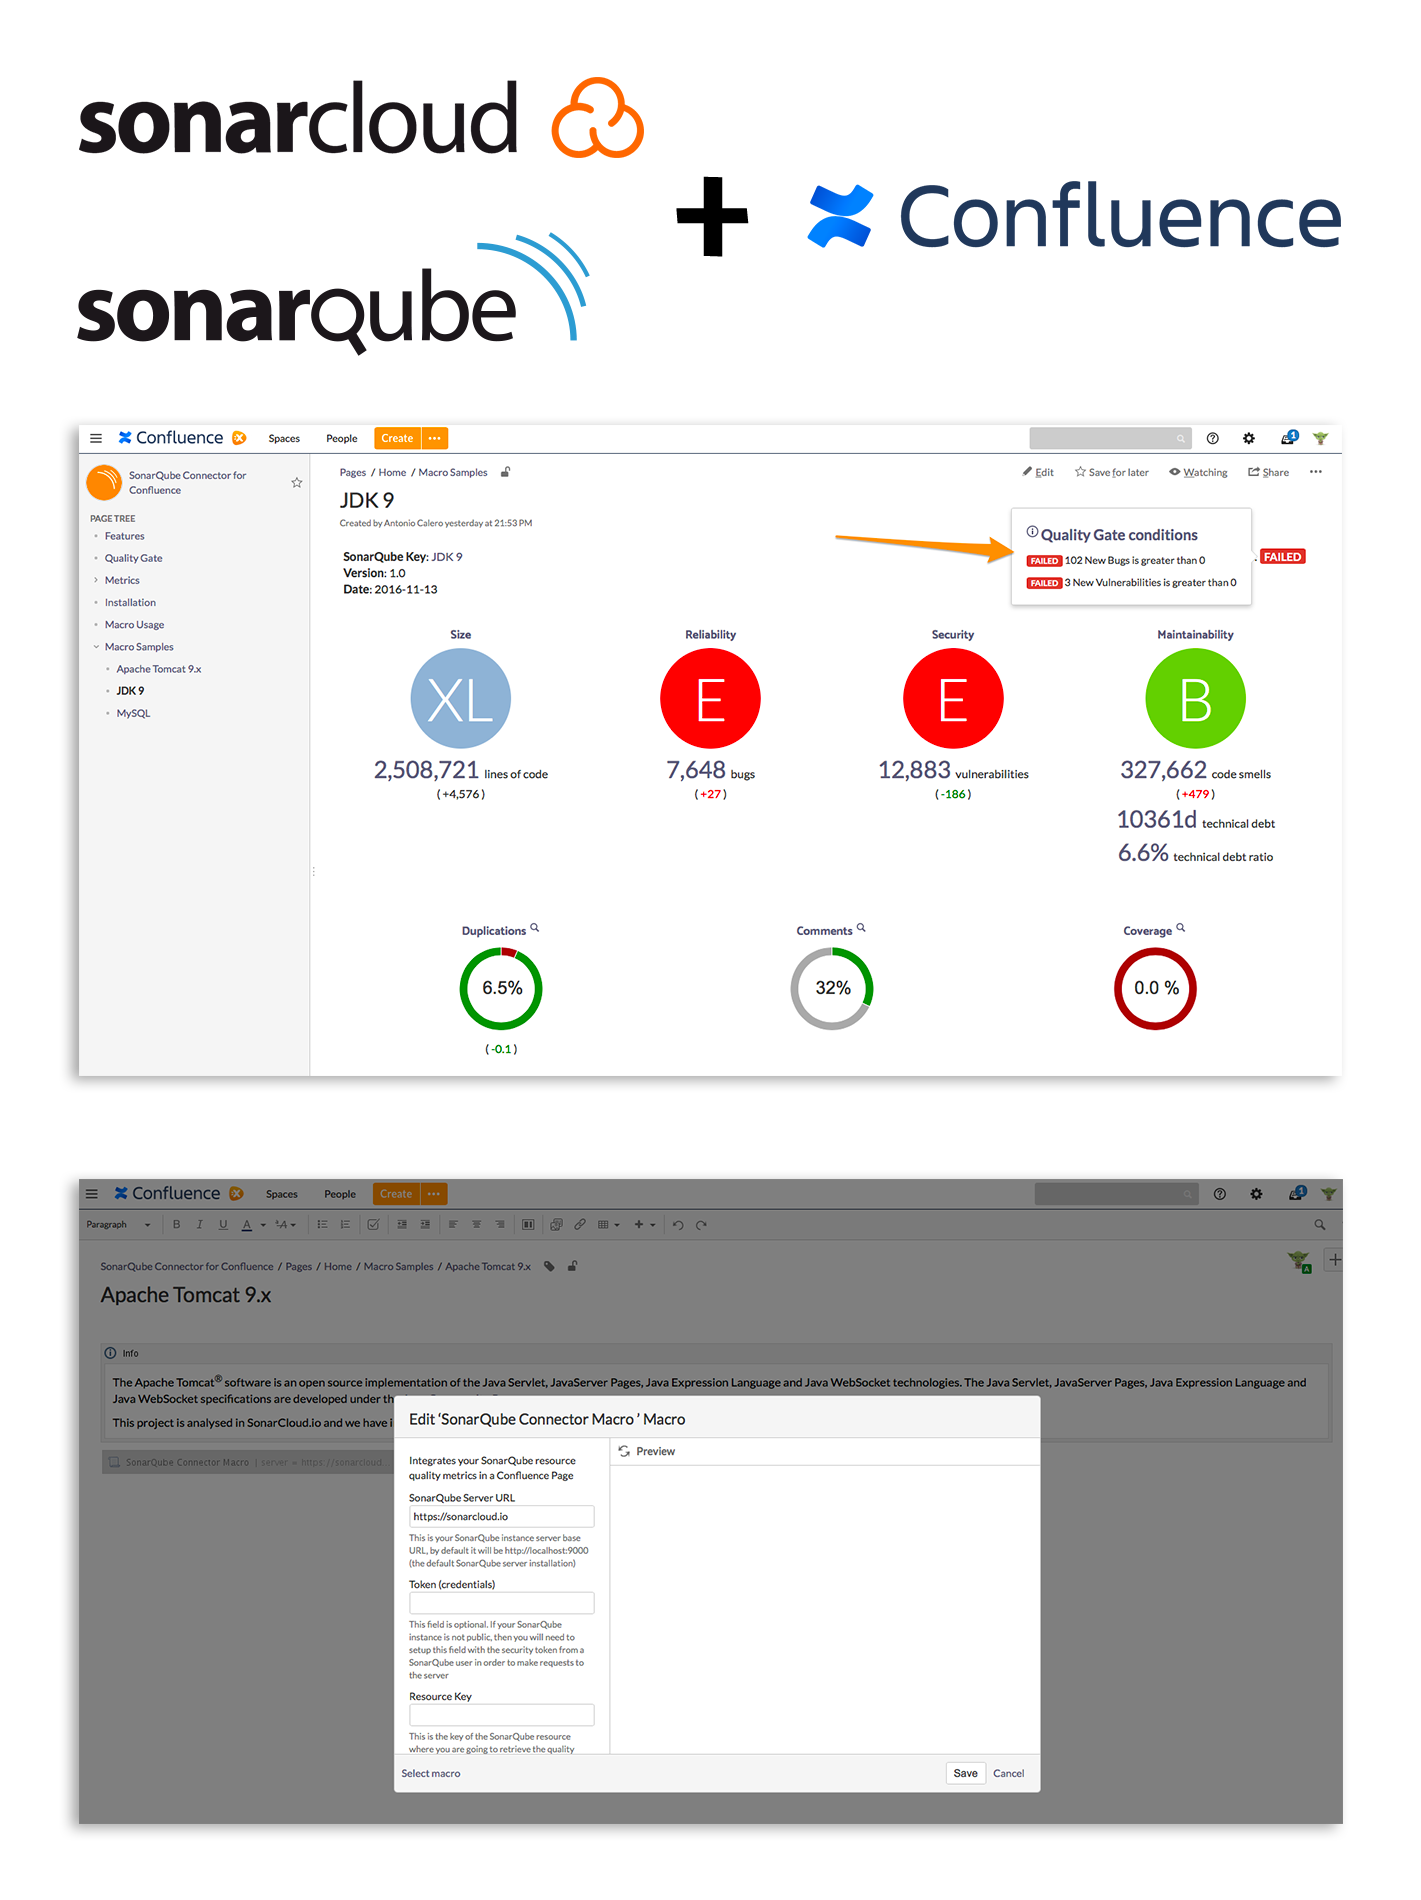 sonarcloud
sonarqube
+
Confluence
Confluence
Spaces
People
Create
SonarQube Connector for
Confluence
PAGE TREE
Features
Quality Gate
Metrics
Installation
Macro Usage
Macro Samples
Apache Tomcat 9.x
JDK 9
MySQL
Pages / Home / Macro Samples
Edit
Save for later
Watching
Share
JDK 9
Created by Antonio Calero yesterday at 21:53 PM
SonarQube Key: JDK 9
Version: 1.0
Date: 2016-11-13
Quality Gate conditions
FAILED 102 New Bugs is greater than 0
FAILED 3 New Vulnerabilities is greater than 0
FAILED
1
Size
XL
2,508,721 lines of code
(+4,576)
Reliability
E
7,648 bugs
(+27)
Security
E
12,883 vulnerabilities
(-186)
Maintainability
B
327,662 code smells
(+479)
10361d technical debt
6.6% technical debt ratio
Duplications
6.5%
(-0.1)
Comments
32%
Coverage
0.0 %
Confluence
Spaces
People
Create
1
Paragraph
B I U A
SonarQube Connector for Confluence / Pages / Home / Macro Samples / Apache Tomcat 9.x
A
Apache Tomcat 9.x
Info
The Apache Tomcat® software is an open source implementation of the Java Servlet, JavaServer Pages, Java Expression Language and Java WebSocket technologies. The Java Servlet, JavaServer Pages, Java Expression Language and
Java WebSocket specifications are developed under th
This project is analysed in SonarCloud.io and we have i
SonarQube Connector Macro | server = https://sonarcloud...
Edit ‘SonarQube Connector Macro ’ Macro
Integrates your SonarQube resource
quality metrics in a Confluence Page
SonarQube Server URL
https://sonarcloud.io
This is your SonarQube instance server base
URL, by default it will be http://localhost:9000
(the default SonarQube server installation)
Token (credentials)
This field is optional. If your SonarQube
instance is not public, then you will need to
setup this field with the security token from a
SonarQube user in order to make requests to
the server
Resource Key
This is the key of the SonarQube resource
where you are going to retrieve the quality
Preview
Select macro
Save
Cancel